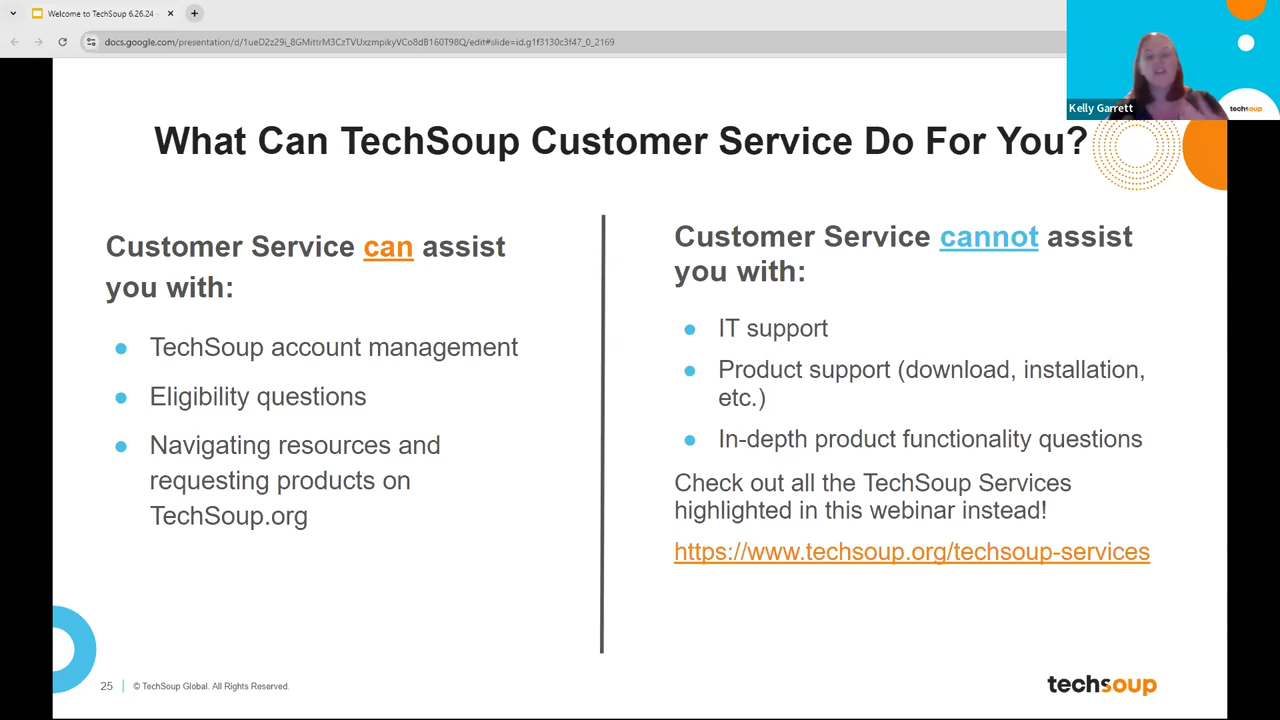 Welcome to TechSoup 6.26.24
docs.google.com/presentation/d/1ueD2z29i_8GMittrM3CzTVUxzmpikyVCo8dB160T98Q/edit#slide=id.g1f3130c3f47_0_2169
Kelly Garrett
techsoup
What Can TechSoup Customer Service Do For You?
Customer Service can assist
you with:
TechSoup account management
Eligibility questions
Navigating resources and
requesting products on
TechSoup.org
Customer Service cannot assist
you with:
IT support
Product support (download, installation,
etc.)
In-depth product functionality questions
Check out all the TechSoup Services
highlighted in this webinar instead!
https://www.techsoup.org/techsoup-services
25
© TechSoup Global. All Rights Reserved.
techsoup